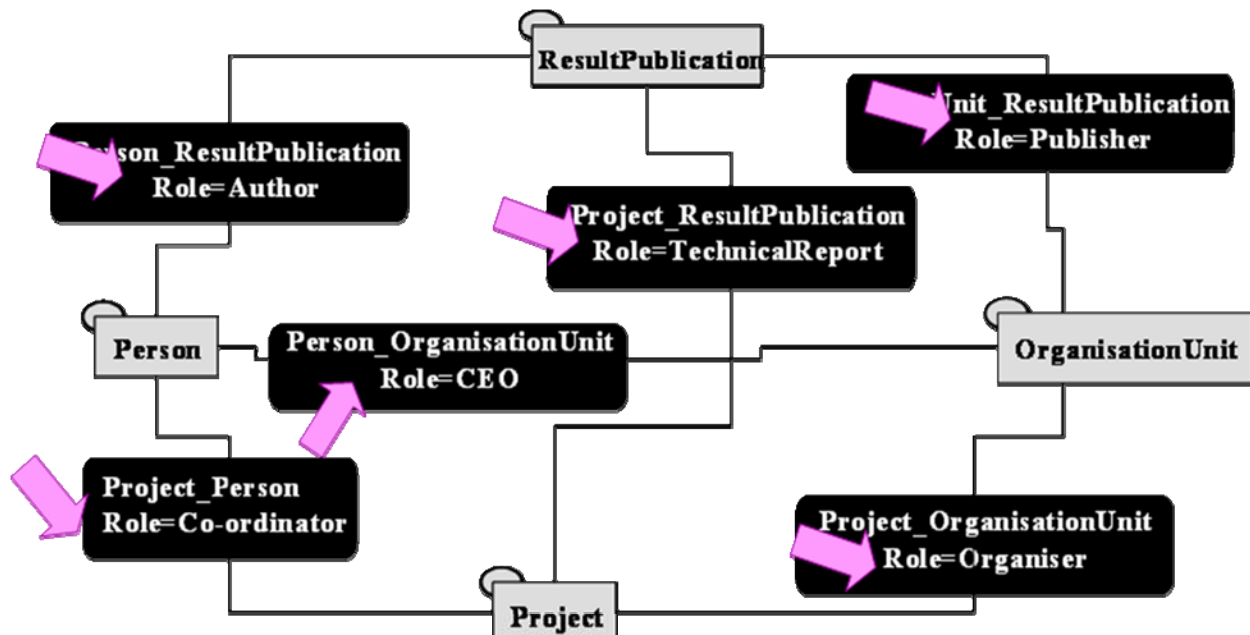 ResultPublication
Unit_ResultPublication
Role=Publisher
Person_ResultPublication
Role=Author
Project_ResultPublication
Role=TechnicalReport
Person
Person_OrganisationUnit
Role=CEO
OrganisationUnit
Project_Person
Role=Co-ordinator
Project_OrganisationUnit
Role=Organiser
Project